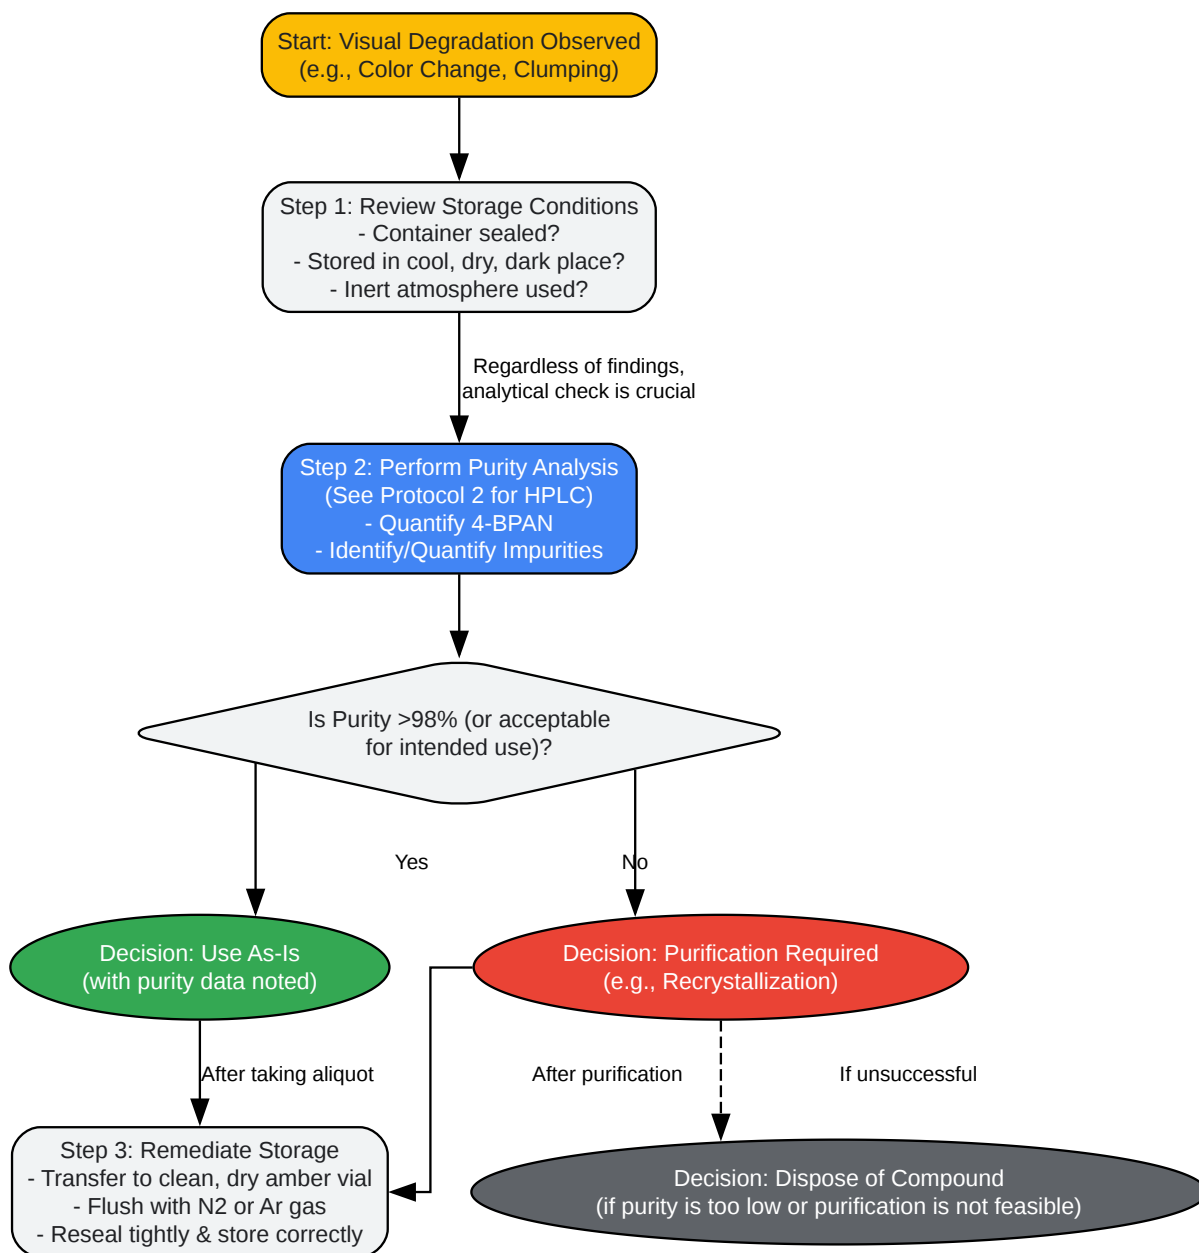 Start: Visual Degradation Observed
(e.g., Color Change, Clumping)
Step 1: Review Storage Conditions
- Container sealed?
- Stored in cool, dry, dark place?
- Inert atmosphere used?
Regardless of findings,
analytical check is crucial
Step 2: Perform Purity Analysis
(See Protocol 2 for HPLC)
- Quantify 4-BPAN
- Identify/Quantify Impurities
Is Purity >98% (or acceptable
for intended use)?
Yes
No
Decision: Use As-Is
(with purity data noted)
Decision: Purification Required
(e.g., Recrystallization)
After taking aliquot
After purification
If unsuccessful
Step 3: Remediate Storage
- Transfer to clean, dry amber vial
- Flush with N2 or Ar gas
- Reseal tightly & store correctly
Decision: Dispose of Compound
(if purity is too low or purification is not feasible)